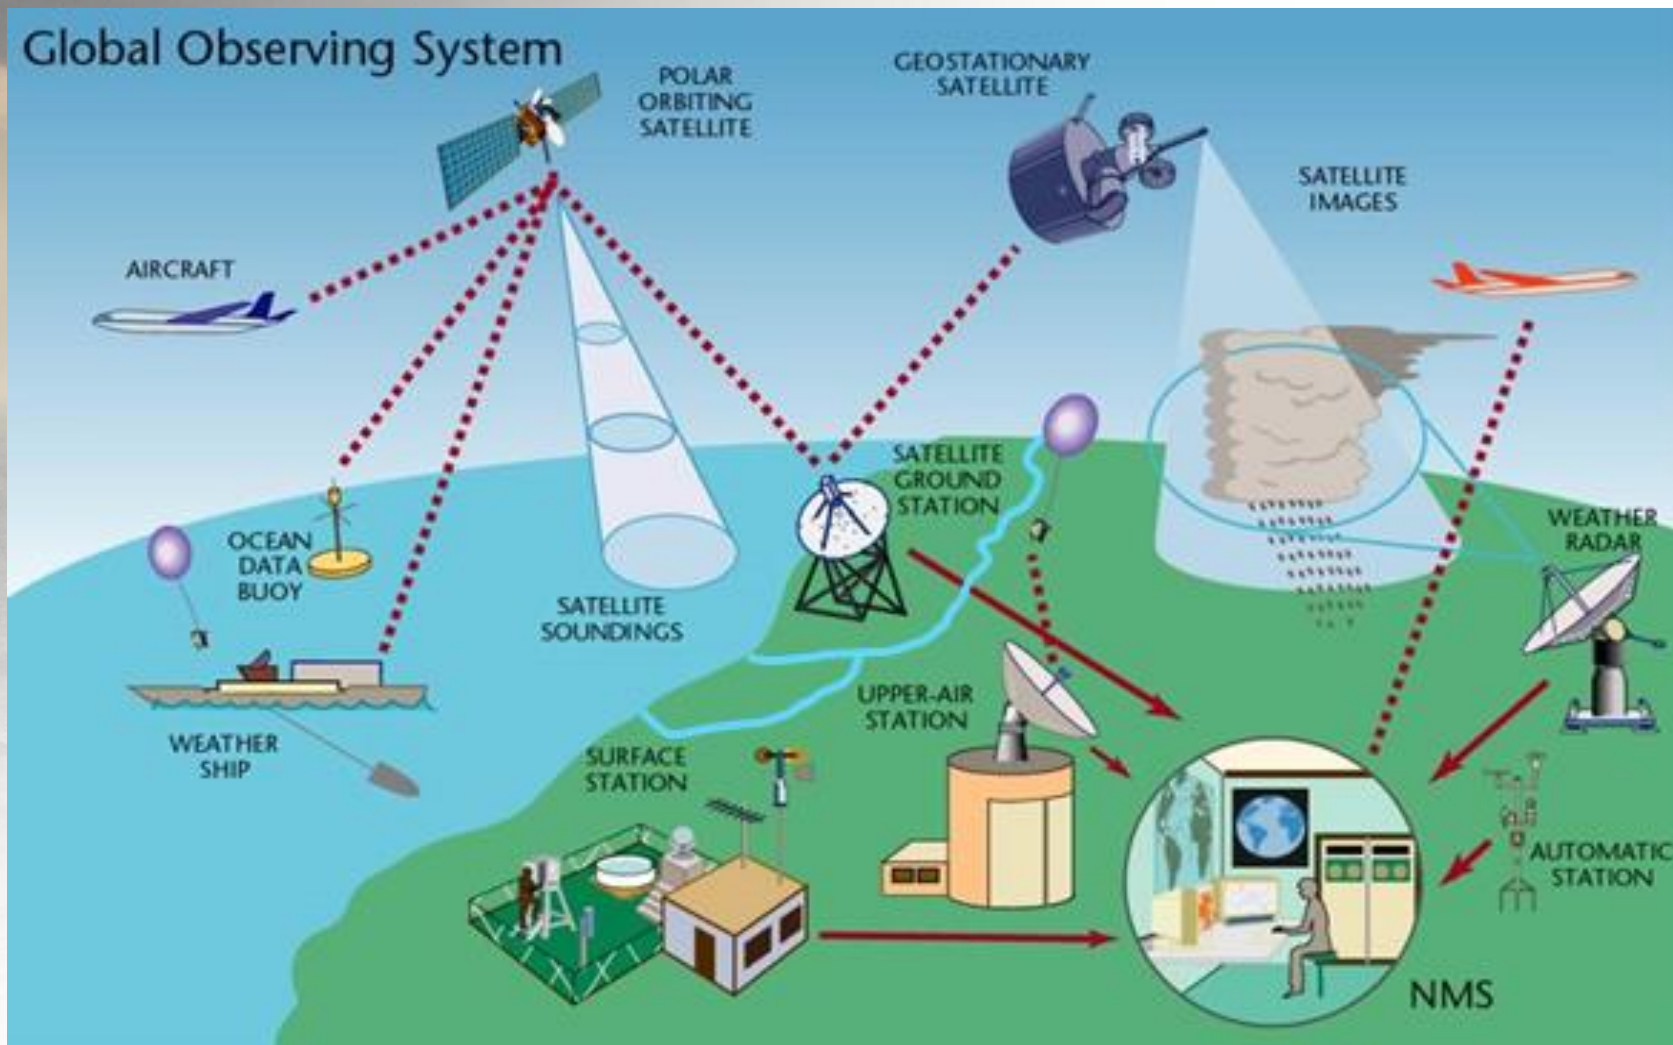 Global Observing System
POLAR
ORBITING
SATELLITE
GEOSTATIONARY
SATELLITE
SATELLITE
IMAGES
AIRCRAFT
SATELLITE
GROUND
STATION
WEATHER
RADAR
OCEAN
DATA
BUOY
SATELLITE
SOUNDINGS
UPPER-AIR
STATION
WEATHER
SHIP
SURFACE
STATION
AUTOMATIC
STATION
NMS